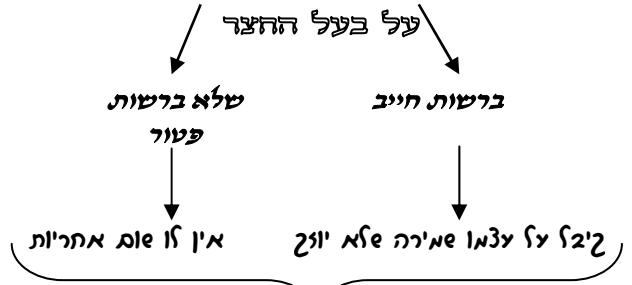 על בעל החצר
ברשות חייב
שלא ברשות
פטור
קיבל על עצמו שמירה שלא יוזק
אין לו שום אחריות